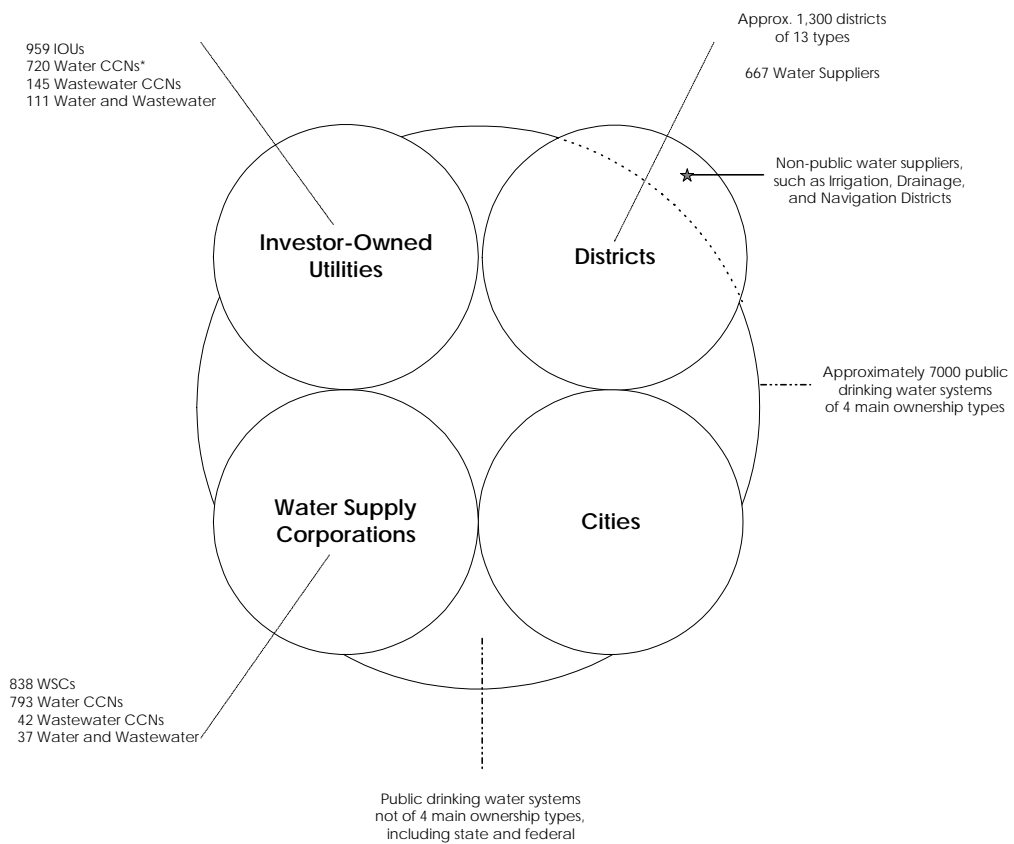 Approx. 1,300 districts
of 13 types
667 Water Suppliers
959 IOUs
720 Water CCNs*
145 Wastewater CCNs
111 Water and Wastewater
Non-public water suppliers,
such as Irrigation, Drainage,
and Navigation Districts
Investor-Owned
Utilities
Districts
Approximately 7000 public
drinking water systems
of 4 main ownership types
Water Supply
Corporations
Cities
838 WSCs
793 Water CCNs
42 Wastewater CCNs
37 Water and Wastewater
Public drinking water systems
not of 4 main ownership types,
including state and federal